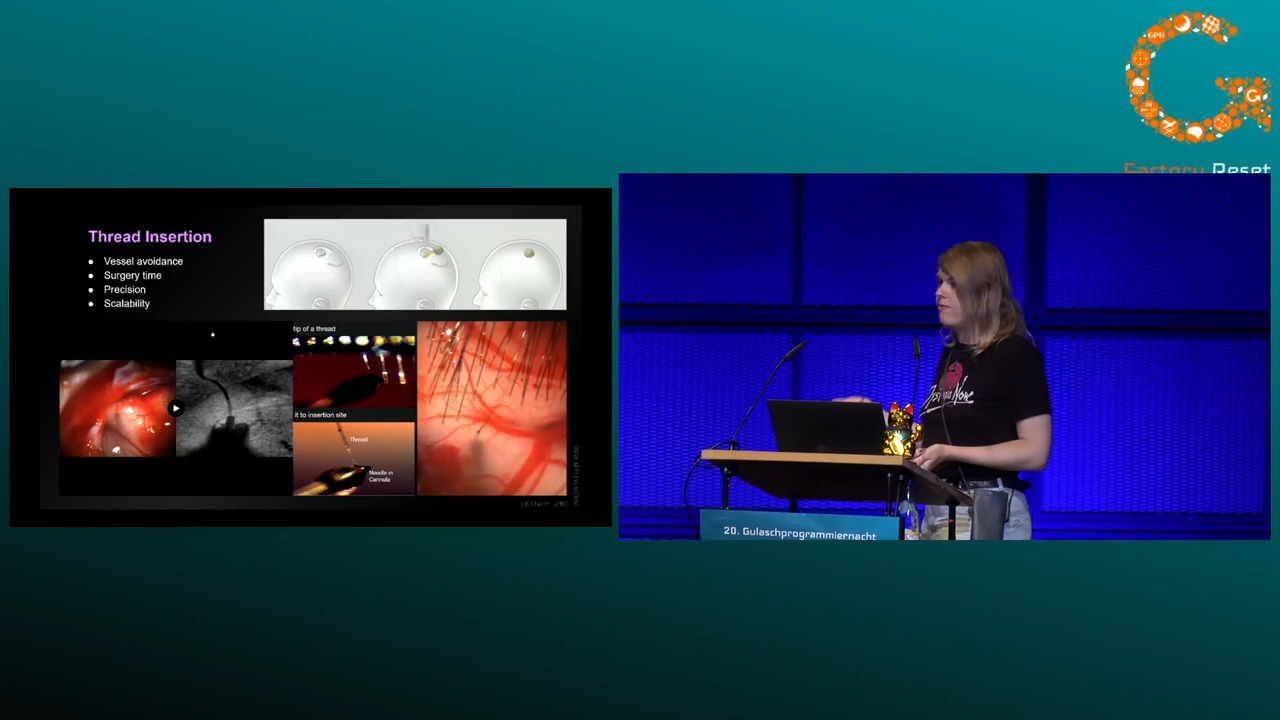 GPN
Factory Reset
Thread Insertion
Vessel avoidance
Surgery time
Precision
Scalability
tip of a thread
it to insertion site
Thread
Needle in
Cannula
20. Gulaschprogrammiernacht